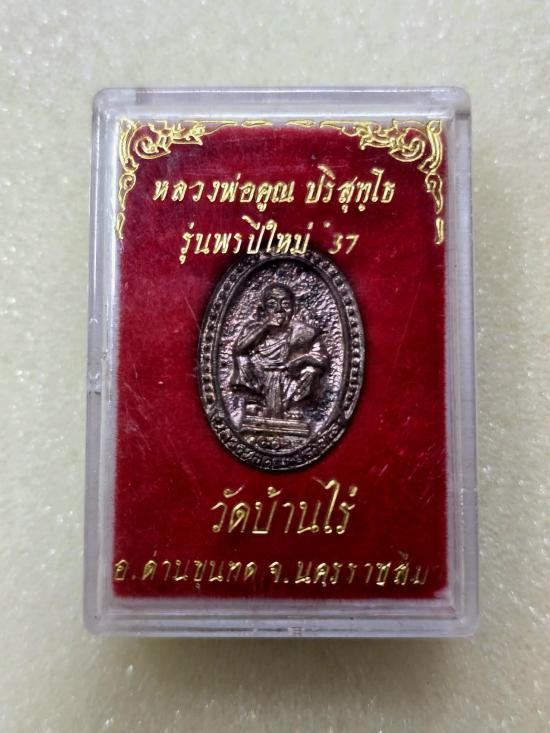 หลวงพ่อคูณ ปริสุทฺโธ
รุ่นพรปีใหม่ '37
วัดบ้านไร่
อ.ด่านขุนทด จ.นครราชสีมา